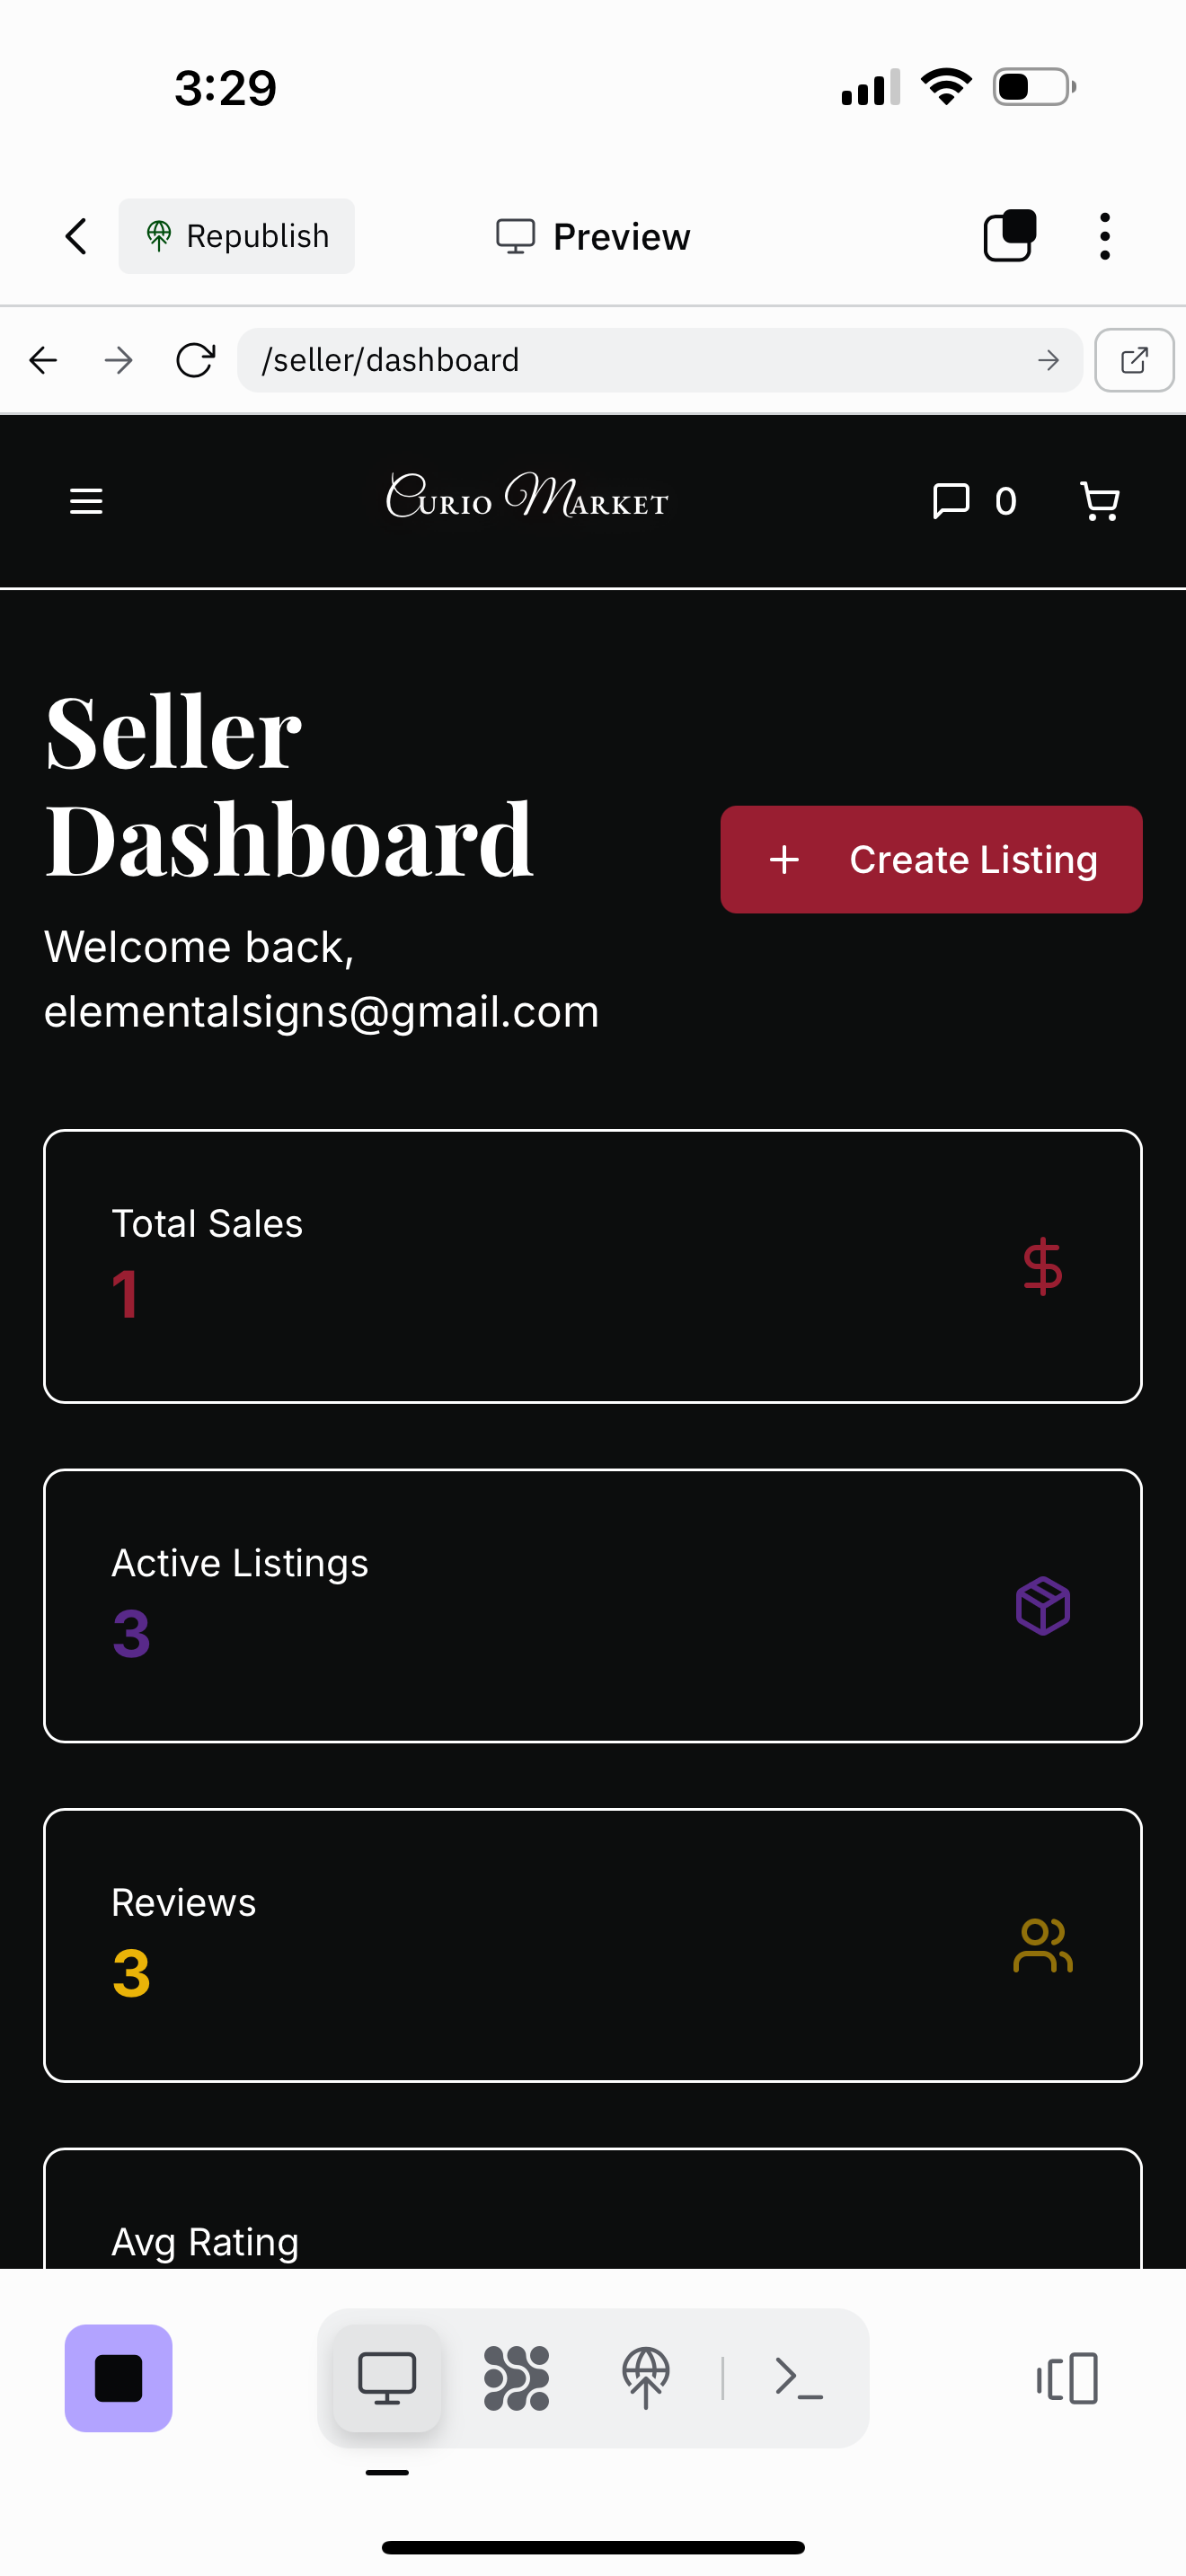 3:29
Republish
Preview
/seller/dashboard
Curio Market
0
Seller
Dashboard
Create Listing
Welcome back,
elementalsigns@gmail.com
Total Sales
1
Active Listings
3
Reviews
3
Avg Rating